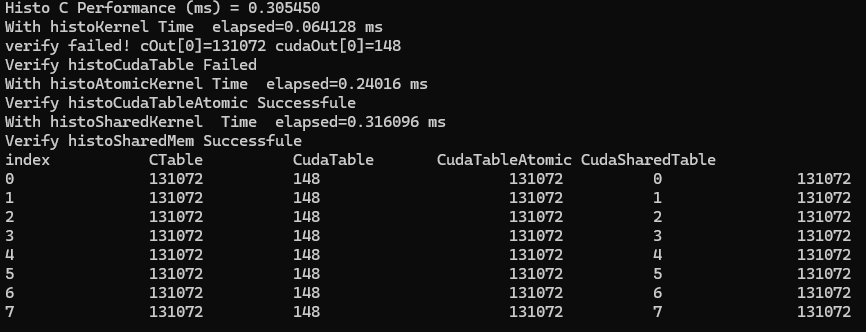 Histo C Performance (ms) = 0.305450
With histoKernel Time  elapsed=0.064128 ms
verify failed! cOut[0]=131072 cudaOut[0]=148
Verify histoCudaTable Failed
With histoAtomicKernel Time  elapsed=0.24016 ms
Verify histoCudaTableAtomic Successfule
With histoSharedKernel  Time  elapsed=0.316096 ms
Verify histoSharedMem Successfule
index           CTable          CudaTable       CudaTableAtomic CudaSharedTable
0               131072          148                     131072          0               131072
1               131072          148                     131072          1               131072
2               131072          148                     131072          2               131072
3               131072          148                     131072          3               131072
4               131072          148                     131072          4               131072
5               131072          148                     131072          5               131072
6               131072          148                     131072          6               131072
7               131072          148                     131072          7               131072